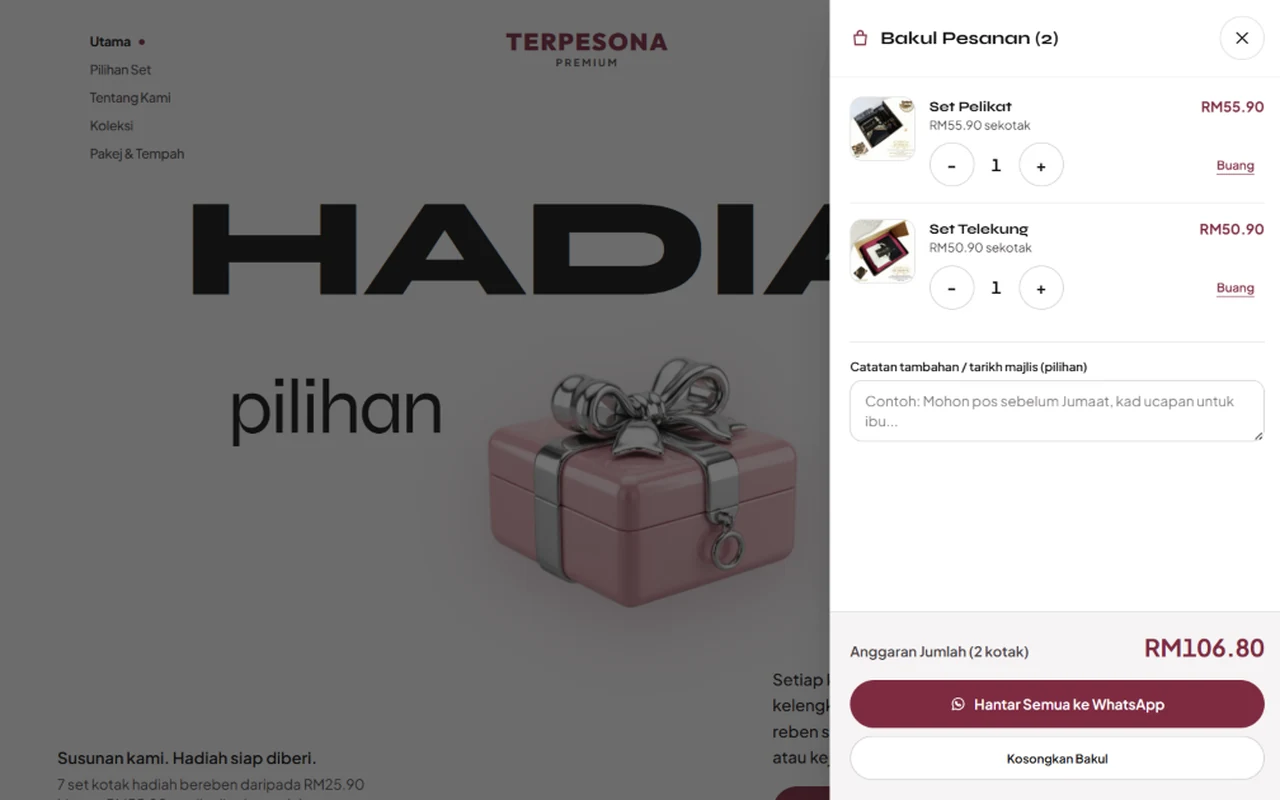 Utama
Pilihan Set
Tentang Kami
Koleksi
Pakej & Tempah
TERPESONA
PREMIUM
HADIA
pilihan
Setiap
keleng
reben s
atau ke
Susunan kami. Hadiah siap diberi.
7 set kotak hadiah bereben daripada RM25.90
Bakul Pesanan (2)
Set Pelikat
RM55.90 sekotak
RM55.90
- 1 +
Buang
Set Telekung
RM50.90 sekotak
RM50.90
- 1 +
Buang
Catatan tambahan / tarikh majlis (pilihan)
Contoh: Mohon pos sebelum Jumaat, kad ucapan untuk
ibu...
Anggaran Jumlah (2 kotak)
RM106.80
Hantar Semua ke WhatsApp
Kosongkan Bakul